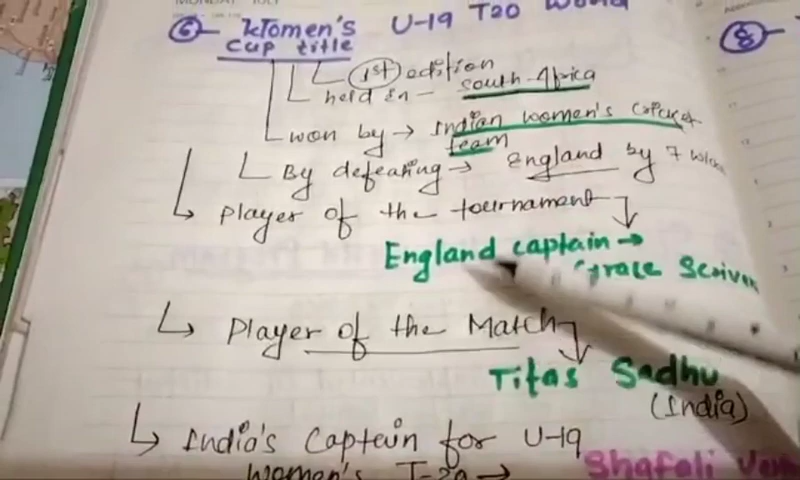 6 - Women's U-19 T20 World
Cup title
1st edition
held in - South Africa
won by → Indian women's cricket
team
By defeating → England by 7
Player of the tournament
England captain →
Grace Scriven
Player of the Match
Titas Sadhu
(India)
India's Captain for U-19
Women's T-20 →
Shafali
8